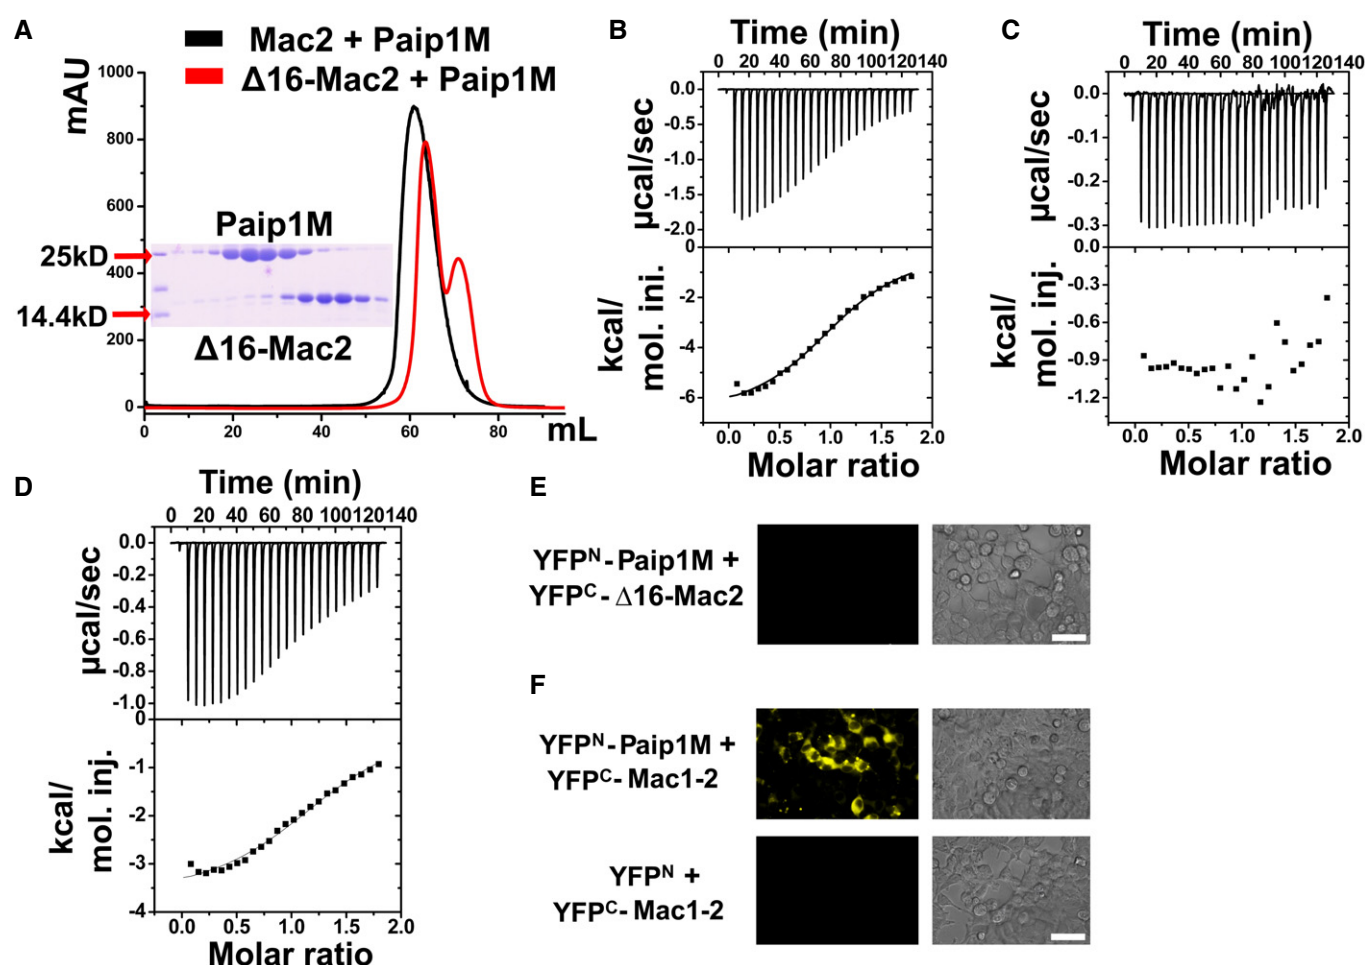 A
Mac2 + Paip1M
Δ16-Mac2 + Paip1M
mAU
1000
800
600
400
200
0
0
20
40
60
80
mL
Paip1M
25kD
14.4kD
Δ16-Mac2
B
Time (min)
0 20 40 60 80 100 120 140
µcal/sec
0.0
-0.5
-1.0
-1.5
-2.0
0
kcal/
mol. ini.
-2
-4
-6
0.0 0.5 1.0 1.5 2.0
Molar ratio
C
Time (min)
0 20 40 60 80 100 120 140
µcal/sec
0.0
-0.1
-0.2
-0.3
0.0
kcal/
mol. inj.
-0.3
-0.6
-0.9
-1.2
0.0 0.5 1.0 1.5 2.0
Molar ratio
D
Time (min)
0 20 40 60 80 100 120 140
µcal/sec
0.0
-0.2
-0.4
-0.6
-0.8
-1.0
0
kcal/
mol. inj.
-1
-2
-3
-4
0.0 0.5 1.0 1.5 2.0
Molar ratio
E
YFPᴺ-Paip1M +
YFPᶜ-Δ16-Mac2
F
YFPᴺ-Paip1M +
YFPᶜ-Mac1-2
YFPᴺ +
YFPᶜ-Mac1-2